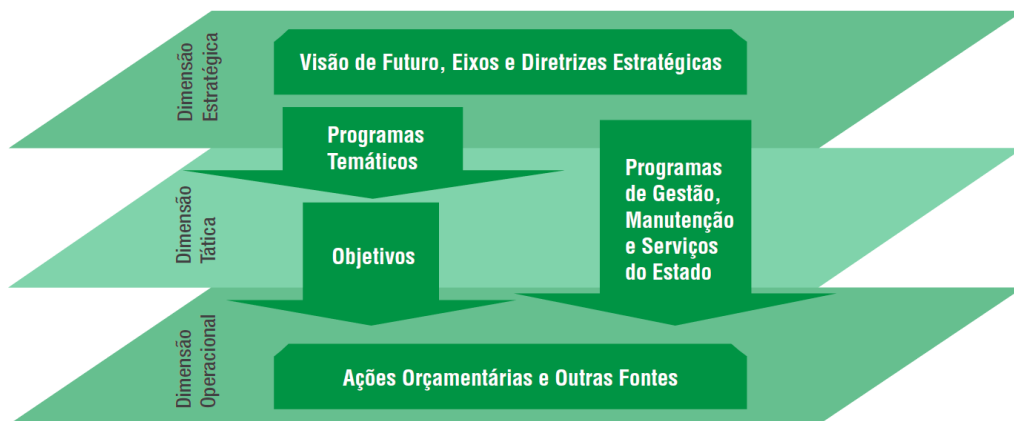 Dimensão
Estratégica
Visão de Futuro, Eixos e Diretrizes Estratégicas
Programas
Temáticos
Programas
de Gestão,
Manutenção
e Serviços
do Estado
Dimensão
Tática
Objetivos
Dimensão
Operacional
Ações Orçamentárias e Outras Fontes